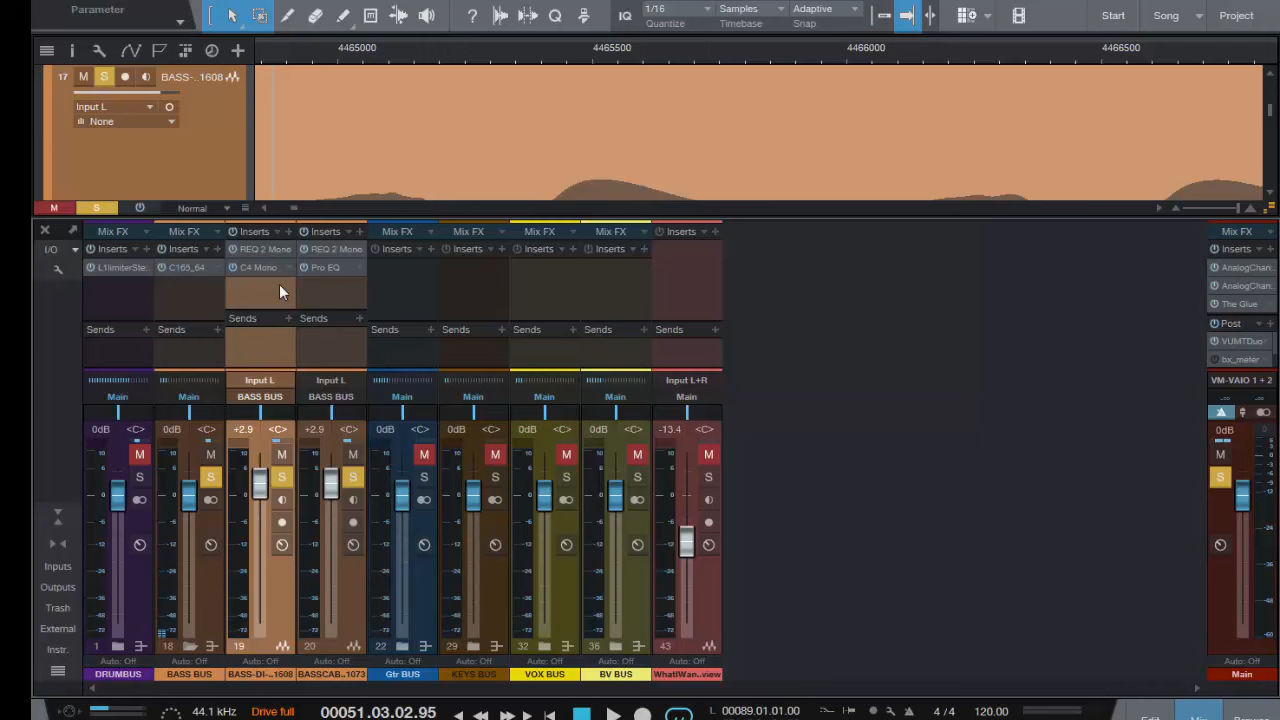 Parameter
IQ 1/16 Samples Adaptive Start Song Project
Quantize Timebase Snap
4465000 4465500 4466000 4466500
17 M S BASS-..1608
Input L
None
M S Normal
Mix FX Mix FX Inserts Inserts Mix FX Mix FX Mix FX Mix FX Inserts Mix FX
I/O Inserts Inserts REQ 2 Mono REQ 2 Mono Inserts Inserts Inserts Inserts Inserts
L1limiterSte: C165_64 C4 Mono Pro EQ AnalogChan:
AnalogChan:
The Glue
Sends Sends Post
Sends Sends Sends Sends Sends Sends Sends
VUMTDuo
bx_meter
Input L Input L Input L+R VM-VAIO 1 + 2
Main Main BASS BUS BASS BUS Main Main Main Main Main
0dB <C> 0dB <C> +2.9 <C> +2.9 <C> 0dB <C> 0dB <C> 0dB <C> 0dB <C> -13.4 <C> 0dB
M M M M M M M M M M
S S S S S S S S S S
Inputs
Outputs
Trash
External
Instr.
1 18 19 20 22 29 32 36 43
Auto: Off Auto: Off Auto: Off Auto: Off Auto: Off Auto: Off Auto: Off Auto: Off Auto: Off Auto: Off
DRUMBUS BASS BUS BASS-DI-..1608 BASSCAB..1073 Gtr BUS KEYS BUS VOX BUS BV BUS WhatIWan..view Main
44.1 kHz Drive full 00051.03.02.95 L 00089.01.01.00 4 / 4 120.00